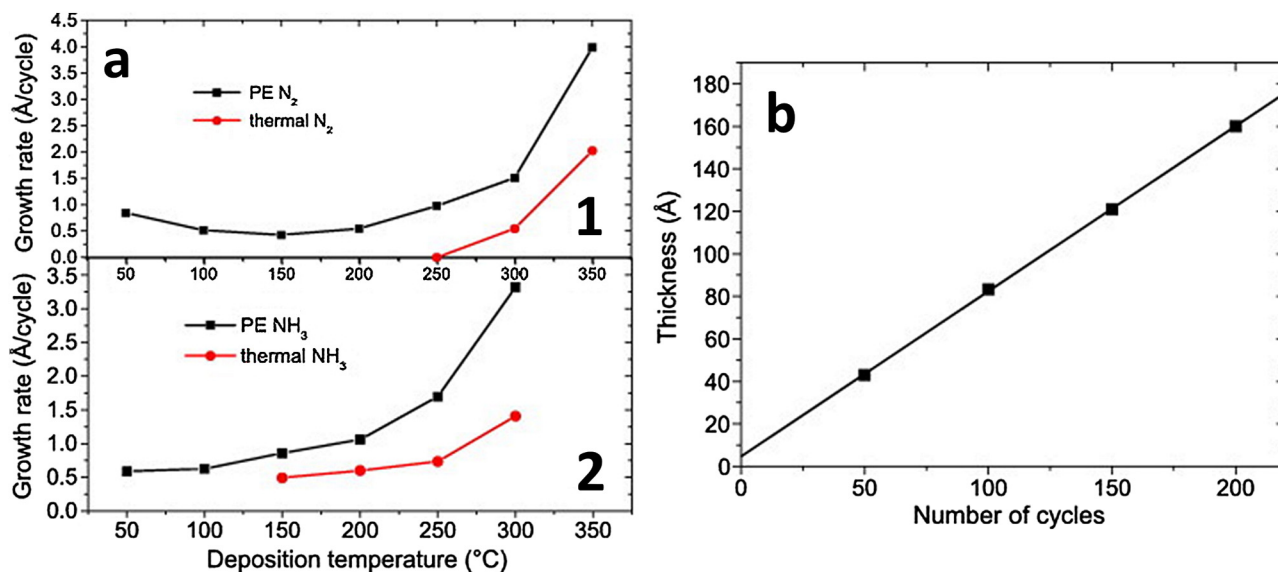 a
Growth rate (Å/cycle)
4.5
4.0
3.5
3.0
2.5
2.0
1.5
1.0
0.5
0.0
PE N₂
thermal N₂
1
50 100 150 200 250 300 350
Growth rate (Å/cycle)
3.5
3.0
2.5
2.0
1.5
1.0
0.5
0.0
PE NH₃
thermal NH₃
2
50 100 150 200 250 300 350
Deposition temperature (°C)
b
Thickness (Å)
180
160
140
120
100
80
60
40
20
0
0 50 100 150 200
Number of cycles